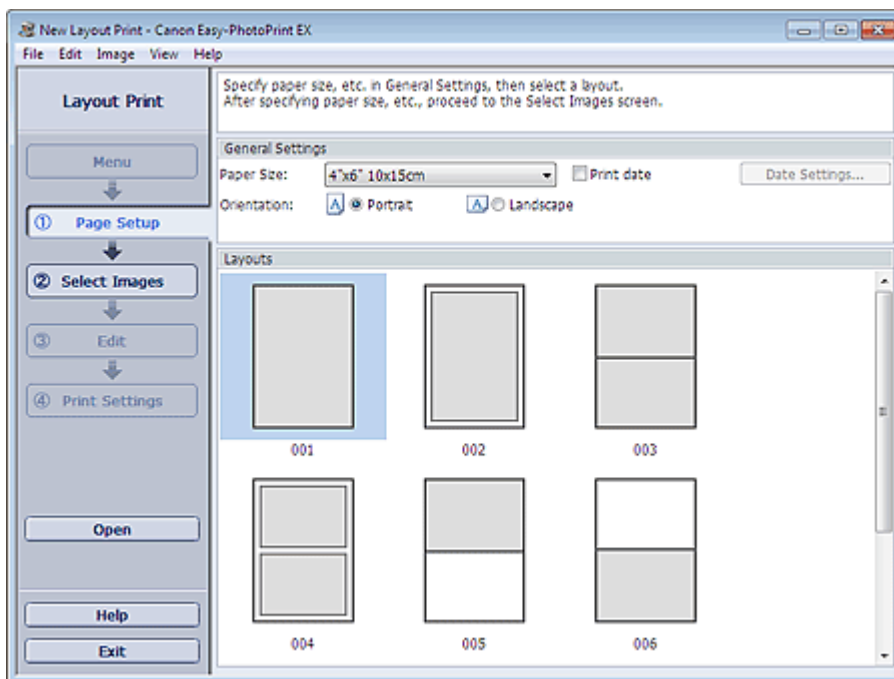 New Layout Print - Canon Easy-PhotoPrint EX
File Edit Image View Help
Layout Print
Specify paper size, etc. in General Settings, then select a layout.
After specifying paper size, etc., proceed to the Select Images screen.
Menu
① Page Setup
② Select Images
③ Edit
④ Print Settings
Open
Help
Exit
General Settings
Paper Size: 4"x6" 10x15cm Print date Date Settings...
Orientation: A Portrait A Landscape
Layouts
001 002 003
004 005 006